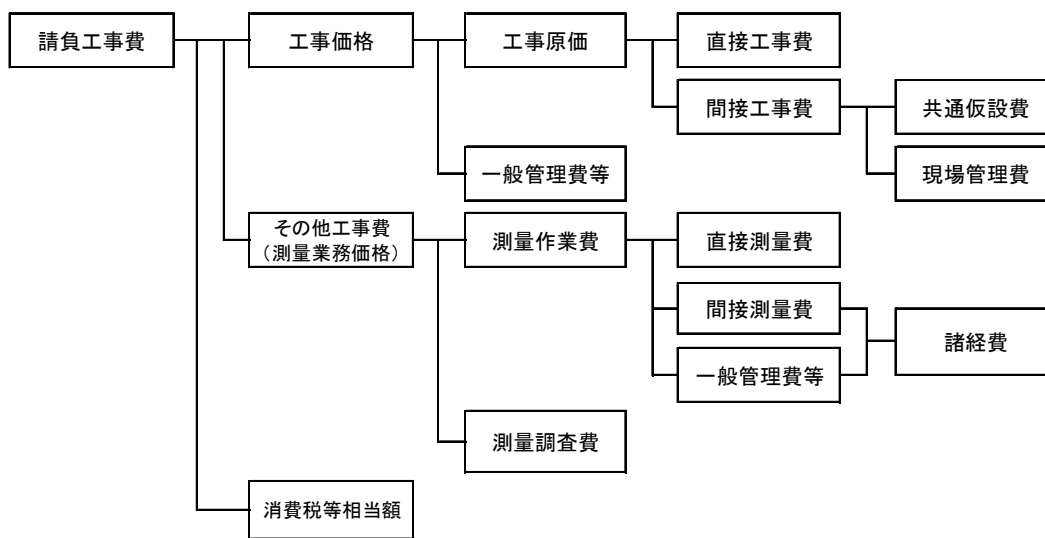 請負工事費
工事価格
工事原価
直接工事費
間接工事費
共通仮設費
一般管理費等
現場管理費
その他工事費
（測量業務価格）
測量作業費
直接測量費
間接測量費
諸経費
一般管理費等
測量調査費
消費税等相当額